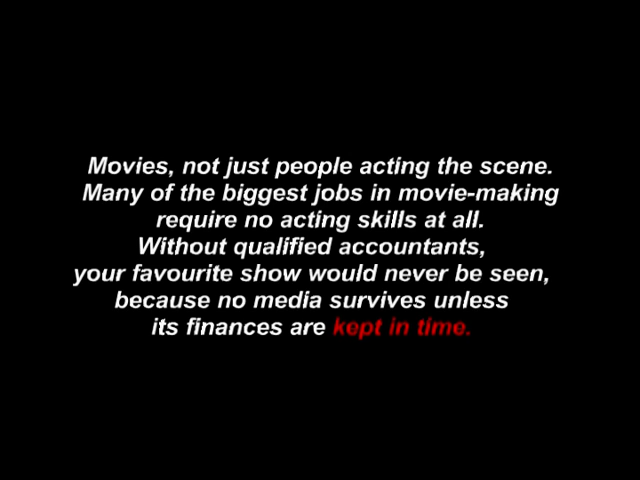 Movies, not just people acting the scene.
Many of the biggest jobs in movie-making
require no acting skills at all.
Without qualified accountants,
your favourite show would never be seen,
because no media survives unless
its finances are kept in time.